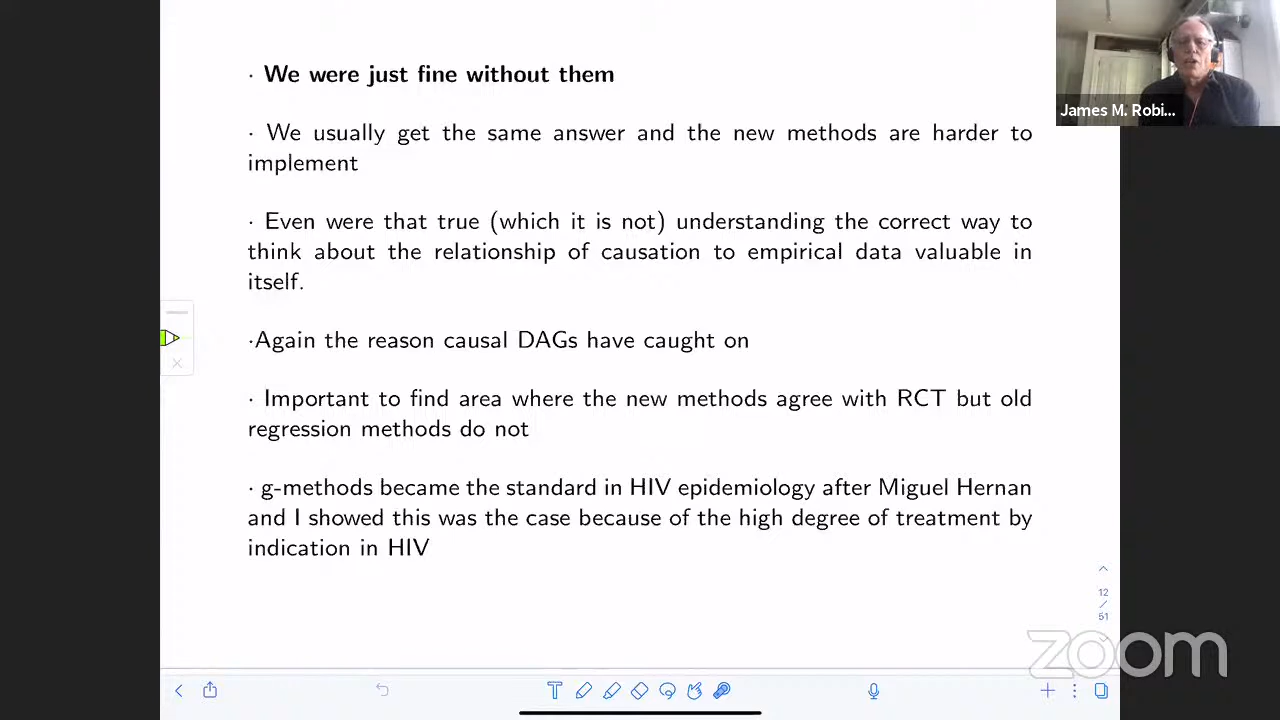 · We were just fine without them
James M. Robi...
· We usually get the same answer and the new methods are harder to
implement
· Even were that true (which it is not) understanding the correct way to
think about the relationship of causation to empirical data valuable in
itself.
·Again the reason causal DAGs have caught on
· Important to find area where the new methods agree with RCT but old
regression methods do not
· g-methods became the standard in HIV epidemiology after Miguel Hernan
and I showed this was the case because of the high degree of treatment by
indication in HIV
12
/
51
zoom